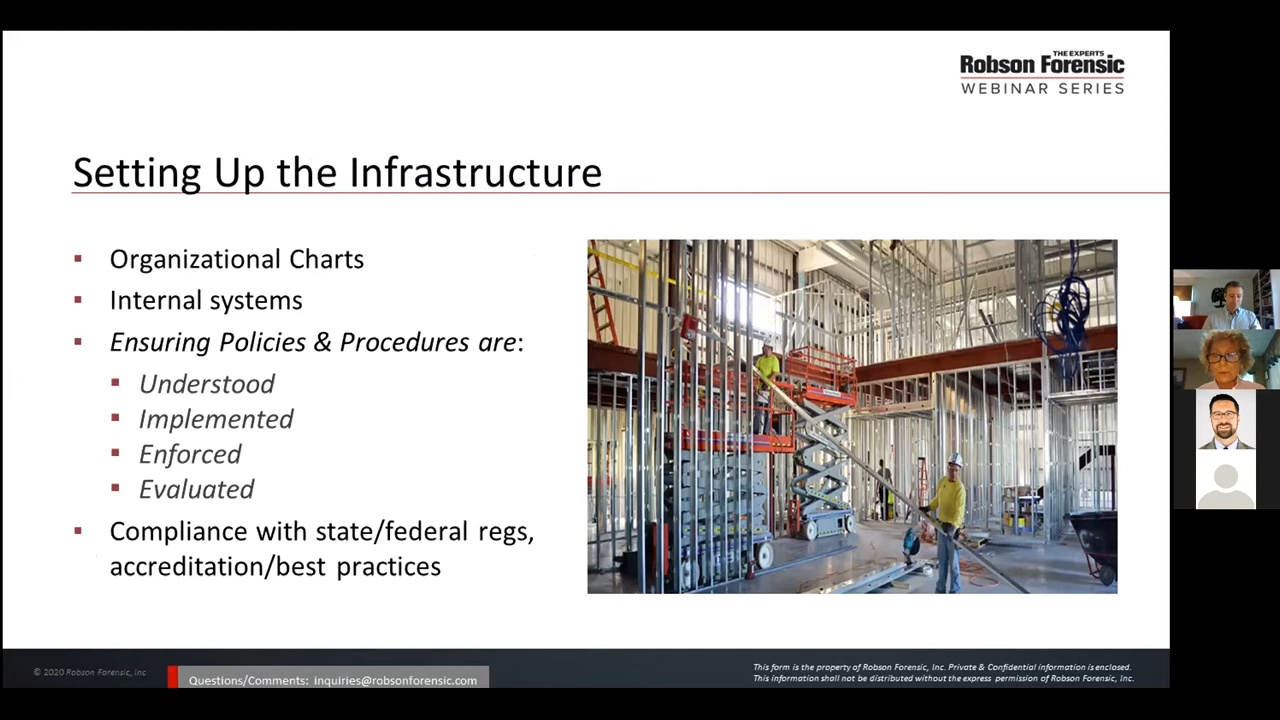 THE EXPERTS
Robson Forensic
WEBINAR SERIES
Setting Up the Infrastructure
Organizational Charts
Internal systems
Ensuring Policies & Procedures are:
Understood
Implemented
Enforced
Evaluated
Compliance with state/federal regs,
accreditation/best practices
© 2020 Robson Forensic, Inc
Questions/Comments: inquiries@robsonforensic.com
This form is the property of Robson Forensic, Inc. Private & Confidential information is enclosed.
This information shall not be distributed without the express permission of Robson Forensic, Inc.